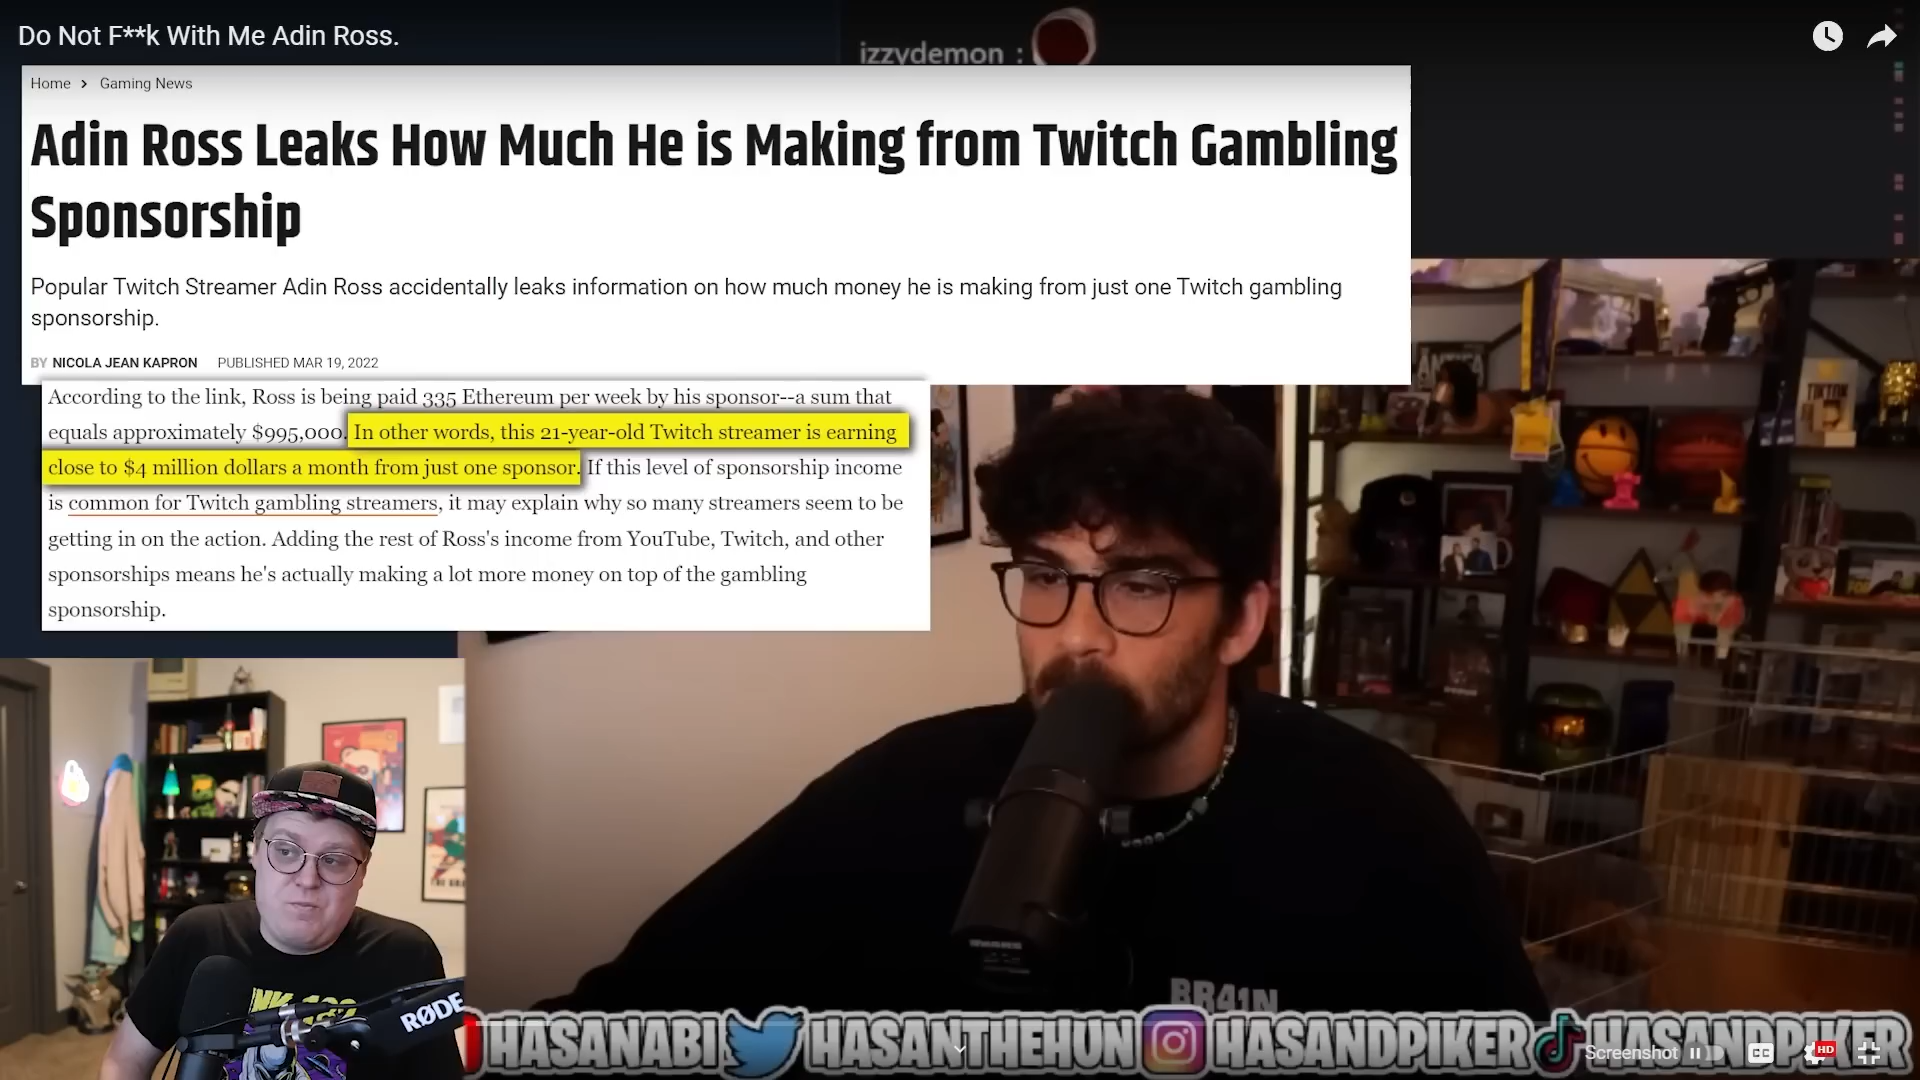 Do Not F**k With Me Adin Ross.
izzydemon :
Home > Gaming News
Adin Ross Leaks How Much He is Making from Twitch Gambling
Sponsorship
Popular Twitch Streamer Adin Ross accidentally leaks information on how much money he is making from just one Twitch gambling
sponsorship.
BY NICOLA JEAN KAPRON PUBLISHED MAR 19, 2022
According to the link, Ross is being paid 335 Ethereum per week by his sponsor--a sum that
equals approximately $995,000. In other words, this 21-year-old Twitch streamer is earning
close to $4 million dollars a month from just one sponsor. If this level of sponsorship income
is common for Twitch gambling streamers, it may explain why so many streamers seem to be
getting in on the action. Adding the rest of Ross's income from YouTube, Twitch, and other
sponsorships means he's actually making a lot more money on top of the gambling
sponsorship.
ANTIFA
TIKTOK
RØDE
BR41N
HASANABI HASANTHEHUN HASANDPIKER HASANDPIKER
Screenshot CC HD